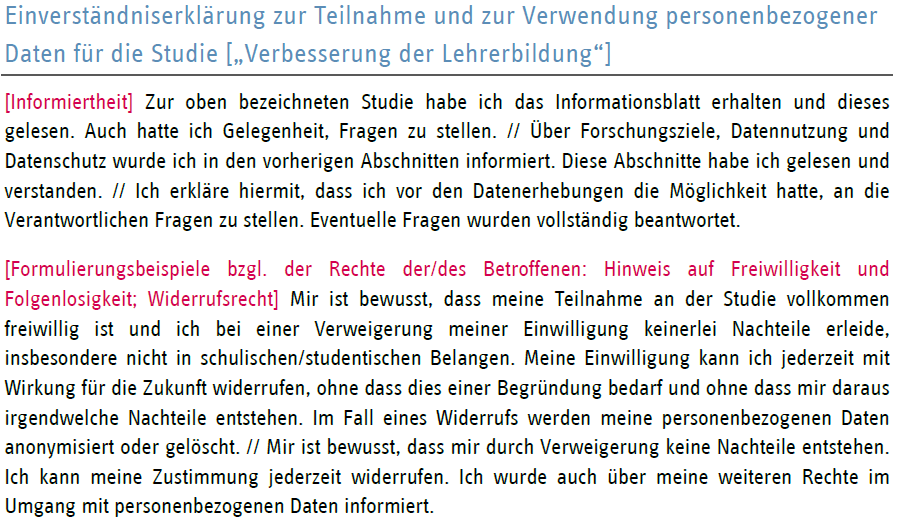 Einverständniserklärung zur Teilnahme und zur Verwendung personenbezogener
Daten für die Studie [„Verbesserung der Lehrerbildung“]
[Informiertheit] Zur oben bezeichneten Studie habe ich das Informationsblatt erhalten und dieses
gelesen. Auch hatte ich Gelegenheit, Fragen zu stellen. // Über Forschungsziele, Datennutzung und
Datenschutz wurde ich in den vorherigen Abschnitten informiert. Diese Abschnitte habe ich gelesen und
verstanden. // Ich erkläre hiermit, dass ich vor den Datenerhebungen die Möglichkeit hatte, an die
Verantwortlichen Fragen zu stellen. Eventuelle Fragen wurden vollständig beantwortet.
[Formulierungsbeispiele bzgl. der Rechte der/des Betroffenen: Hinweis auf Freiwilligkeit und
Folgenlosigkeit; Widerrufsrecht] Mir ist bewusst, dass meine Teilnahme an der Studie vollkommen
freiwillig ist und ich bei einer Verweigerung meiner Einwilligung keinerlei Nachteile erleide,
insbesondere nicht in schulischen/studentischen Belangen. Meine Einwilligung kann ich jederzeit mit
Wirkung für die Zukunft widerrufen, ohne dass dies einer Begründung bedarf und ohne dass mir daraus
irgendwelche Nachteile entstehen. Im Fall eines Widerrufs werden meine personenbezogenen Daten
anonymisiert oder gelöscht. // Mir ist bewusst, dass mir durch Verweigerung keine Nachteile entstehen.
Ich kann meine Zustimmung jederzeit widerrufen. Ich wurde auch über meine weiteren Rechte im
Umgang mit personenbezogenen Daten informiert.